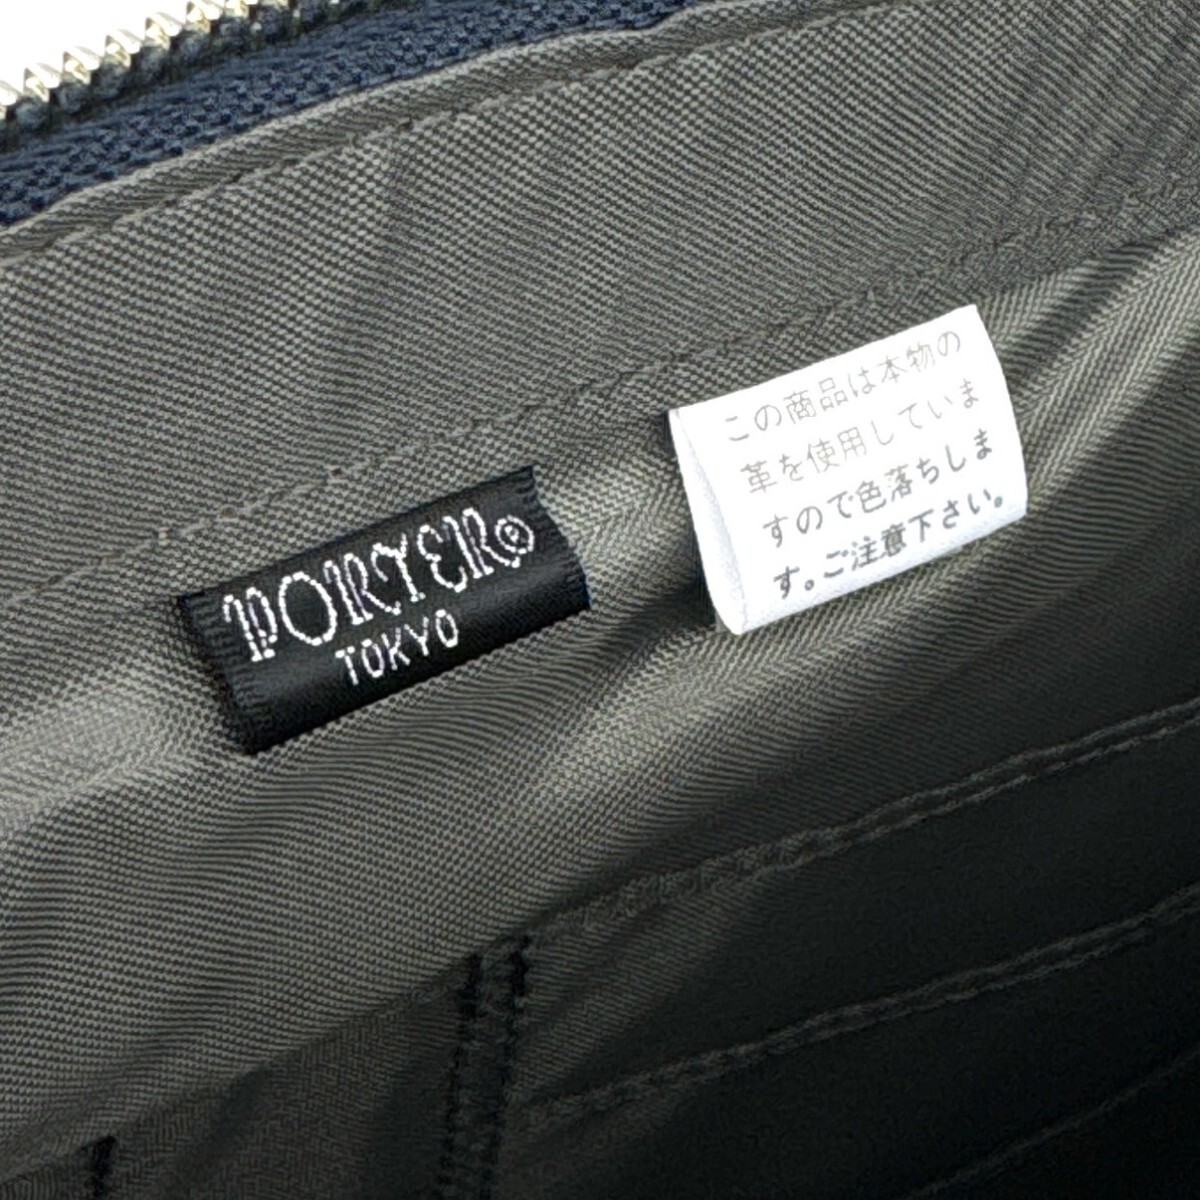 PORTER®
TOKYO
この商品は本物の
革を使用していま
すので色落ちしま
す。ご注意下さい。